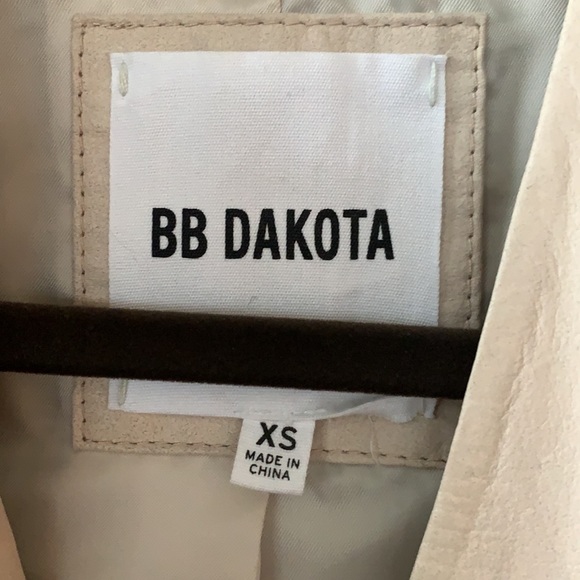 BB DAKOTA
XS
MADE IN
CHINA